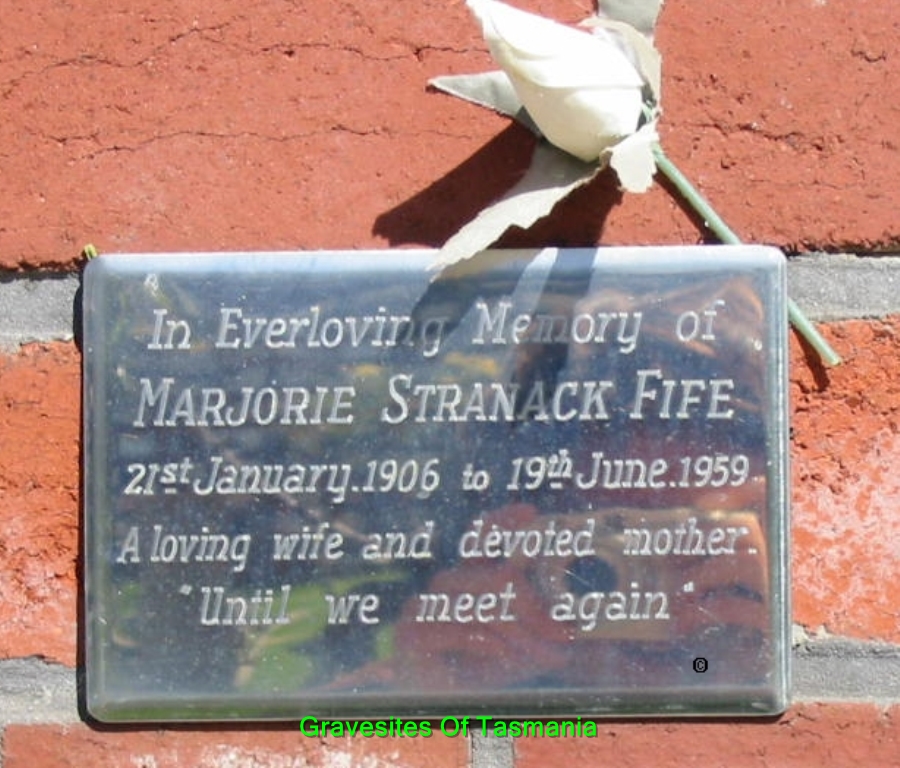 In Everloving Memory of
MARJORIE STRANACK FIFE
21st January.1906 to 19th June.1959
A loving wife and devoted mother.
"Until we meet again"
©
Gravesites Of Tasmania